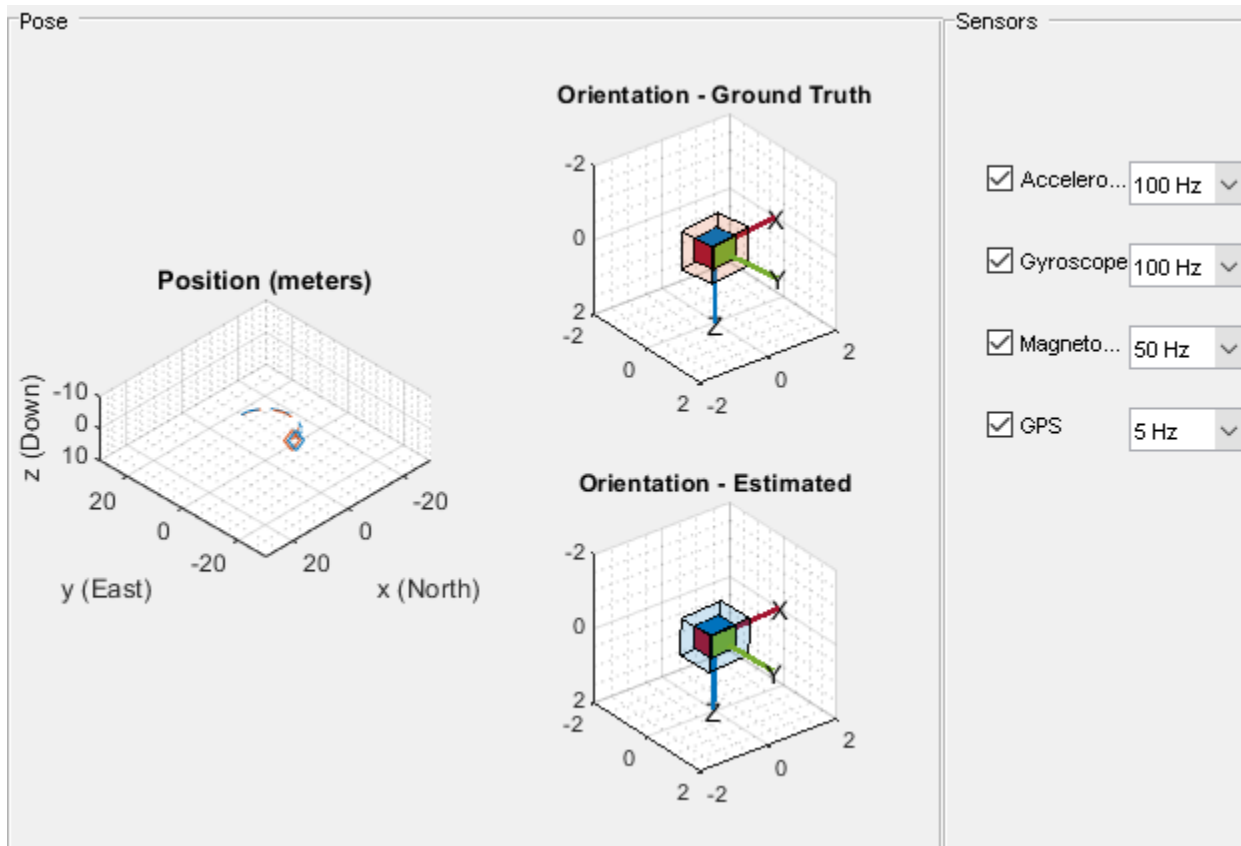 Pose
Sensors
Orientation - Ground Truth
-2
0
2
-2
0
2
-2
0
2
X
Y
Z
Position (meters)
z (Down)
-10
0
10
20
0
-20
y (East)
20
0
-20
x (North)
Orientation - Estimated
-2
0
2
-2
0
2
-2
0
2
X
Y
Z
Accelero... 100 Hz
Gyroscope 100 Hz
Magneto... 50 Hz
GPS 5 Hz